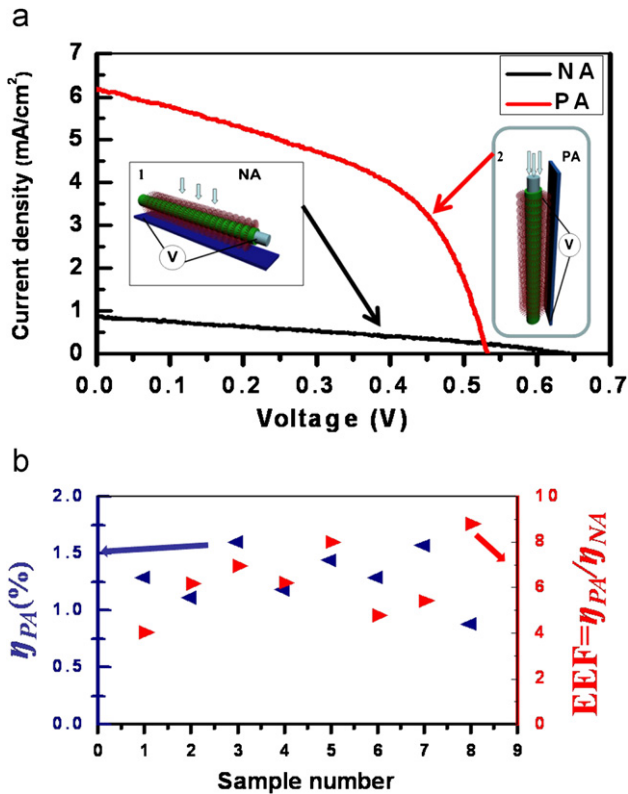 a
Current density (mA/cm²)
7
6
5
4
3
2
1
0
0.0 0.1 0.2 0.3 0.4 0.5 0.6 0.7
Voltage (V)
NA
PA
1 NA
V
2 PA
V
b
η_PA(%)
2.0
1.5
1.0
0.5
0.0
0 1 2 3 4 5 6 7 8 9
Sample number
10
8
6
4
2
0
EEF=η_PA/η_NA